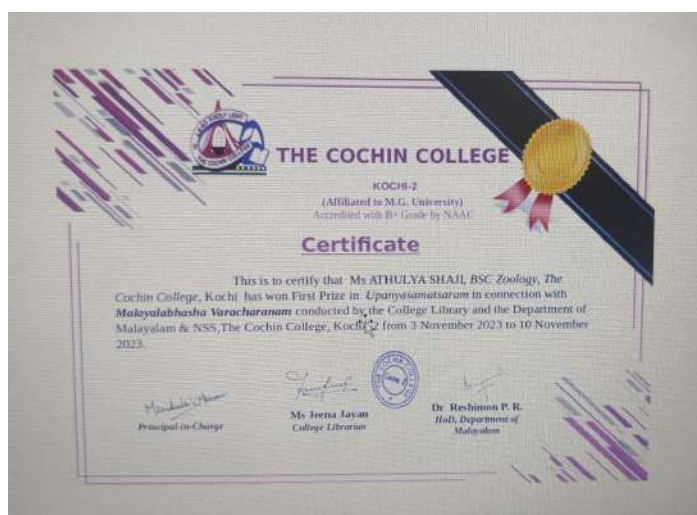 THE COCHIN COLLEGE
KOCHI-2
(Affiliated to M.G. University)
Accredited with B+ Grade by NAAC
Certificate
This is to certify that Ms ATHULYA SHAJI, BSC Zoology, The
Cochin College, Kochi has won First Prize in Upanyasamatsaram in connection with
Malayalabhasha Varacharanam conducted by the College Library and the Department of
Malayalam & NSS,The Cochin College, Kochi 2 from 3 November 2023 to 10 November
2023.
Principal-in-Charge
Ms Jeena Jayan
College Librarian
Dr Reshimon P. R.
HoD, Department of
Malayalam
THE COCHIN COLLEGE